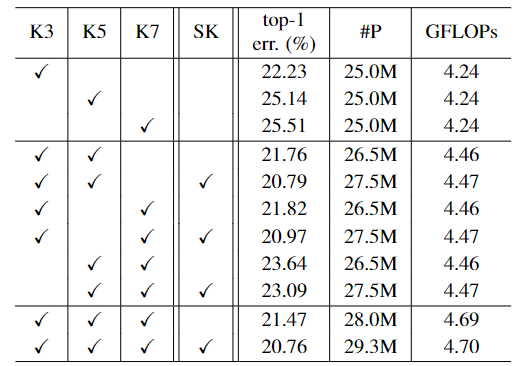 K3 K5 K7 SK top-1 err. (%) #P GFLOPs
✓ 22.23 25.0M 4.24
✓ 25.14 25.0M 4.24
✓ 25.51 25.0M 4.24
✓ ✓ 21.76 26.5M 4.46
✓ ✓ ✓ 20.79 27.5M 4.47
✓ ✓ 21.82 26.5M 4.46
✓ ✓ ✓ 20.97 27.5M 4.47
✓ ✓ 23.64 26.5M 4.46
✓ ✓ ✓ 23.09 27.5M 4.47
✓ ✓ ✓ 21.47 28.0M 4.69
✓ ✓ ✓ ✓ 20.76 29.3M 4.70